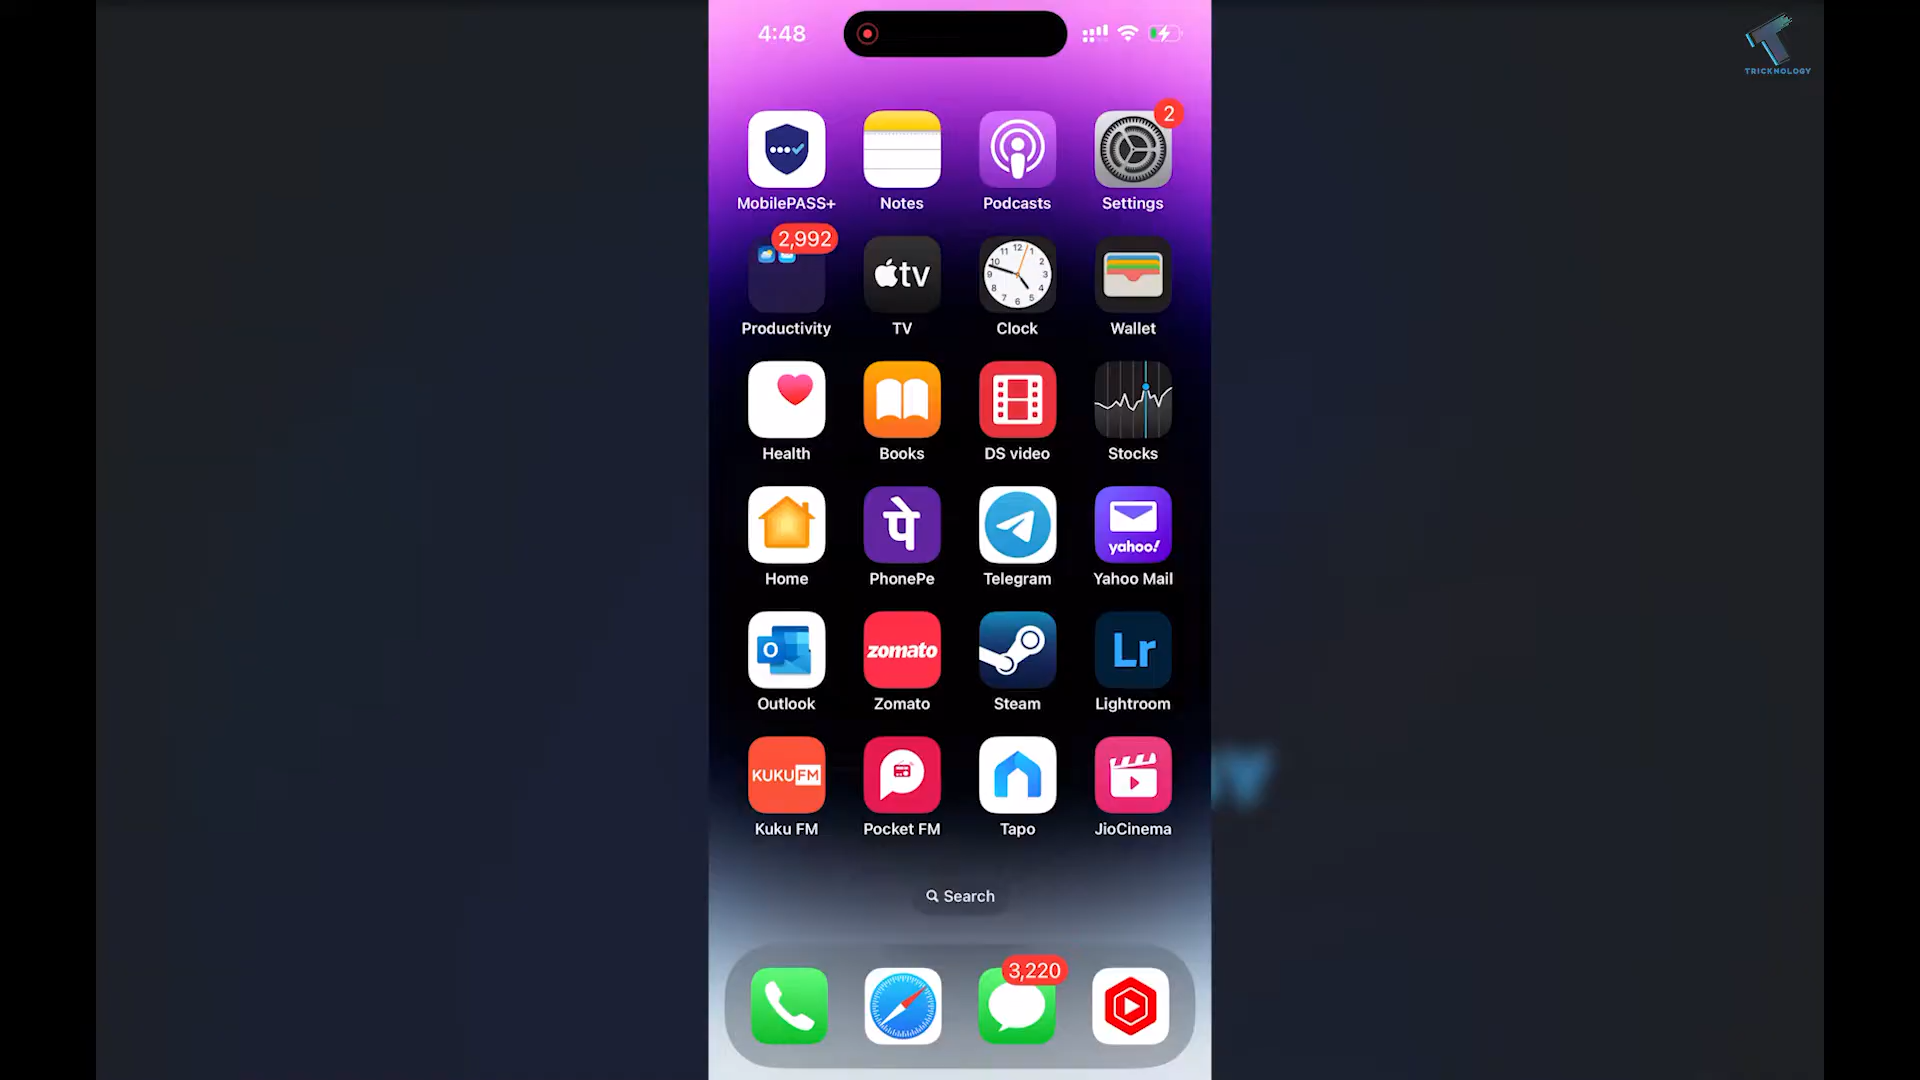 4:48
TRICKNOLOGY
2
MobilePASS+
Notes
Podcasts
Settings
2,992
tv
Productivity
TV
Clock
Wallet
Health
Books
DS video
Stocks
पे
yahoo!
Home
PhonePe
Telegram
Yahoo Mail
O
zomato
Lr
Outlook
Zomato
Steam
Lightroom
KUKU FM
Kuku FM
Pocket FM
Tapo
JioCinema
Search
3,220